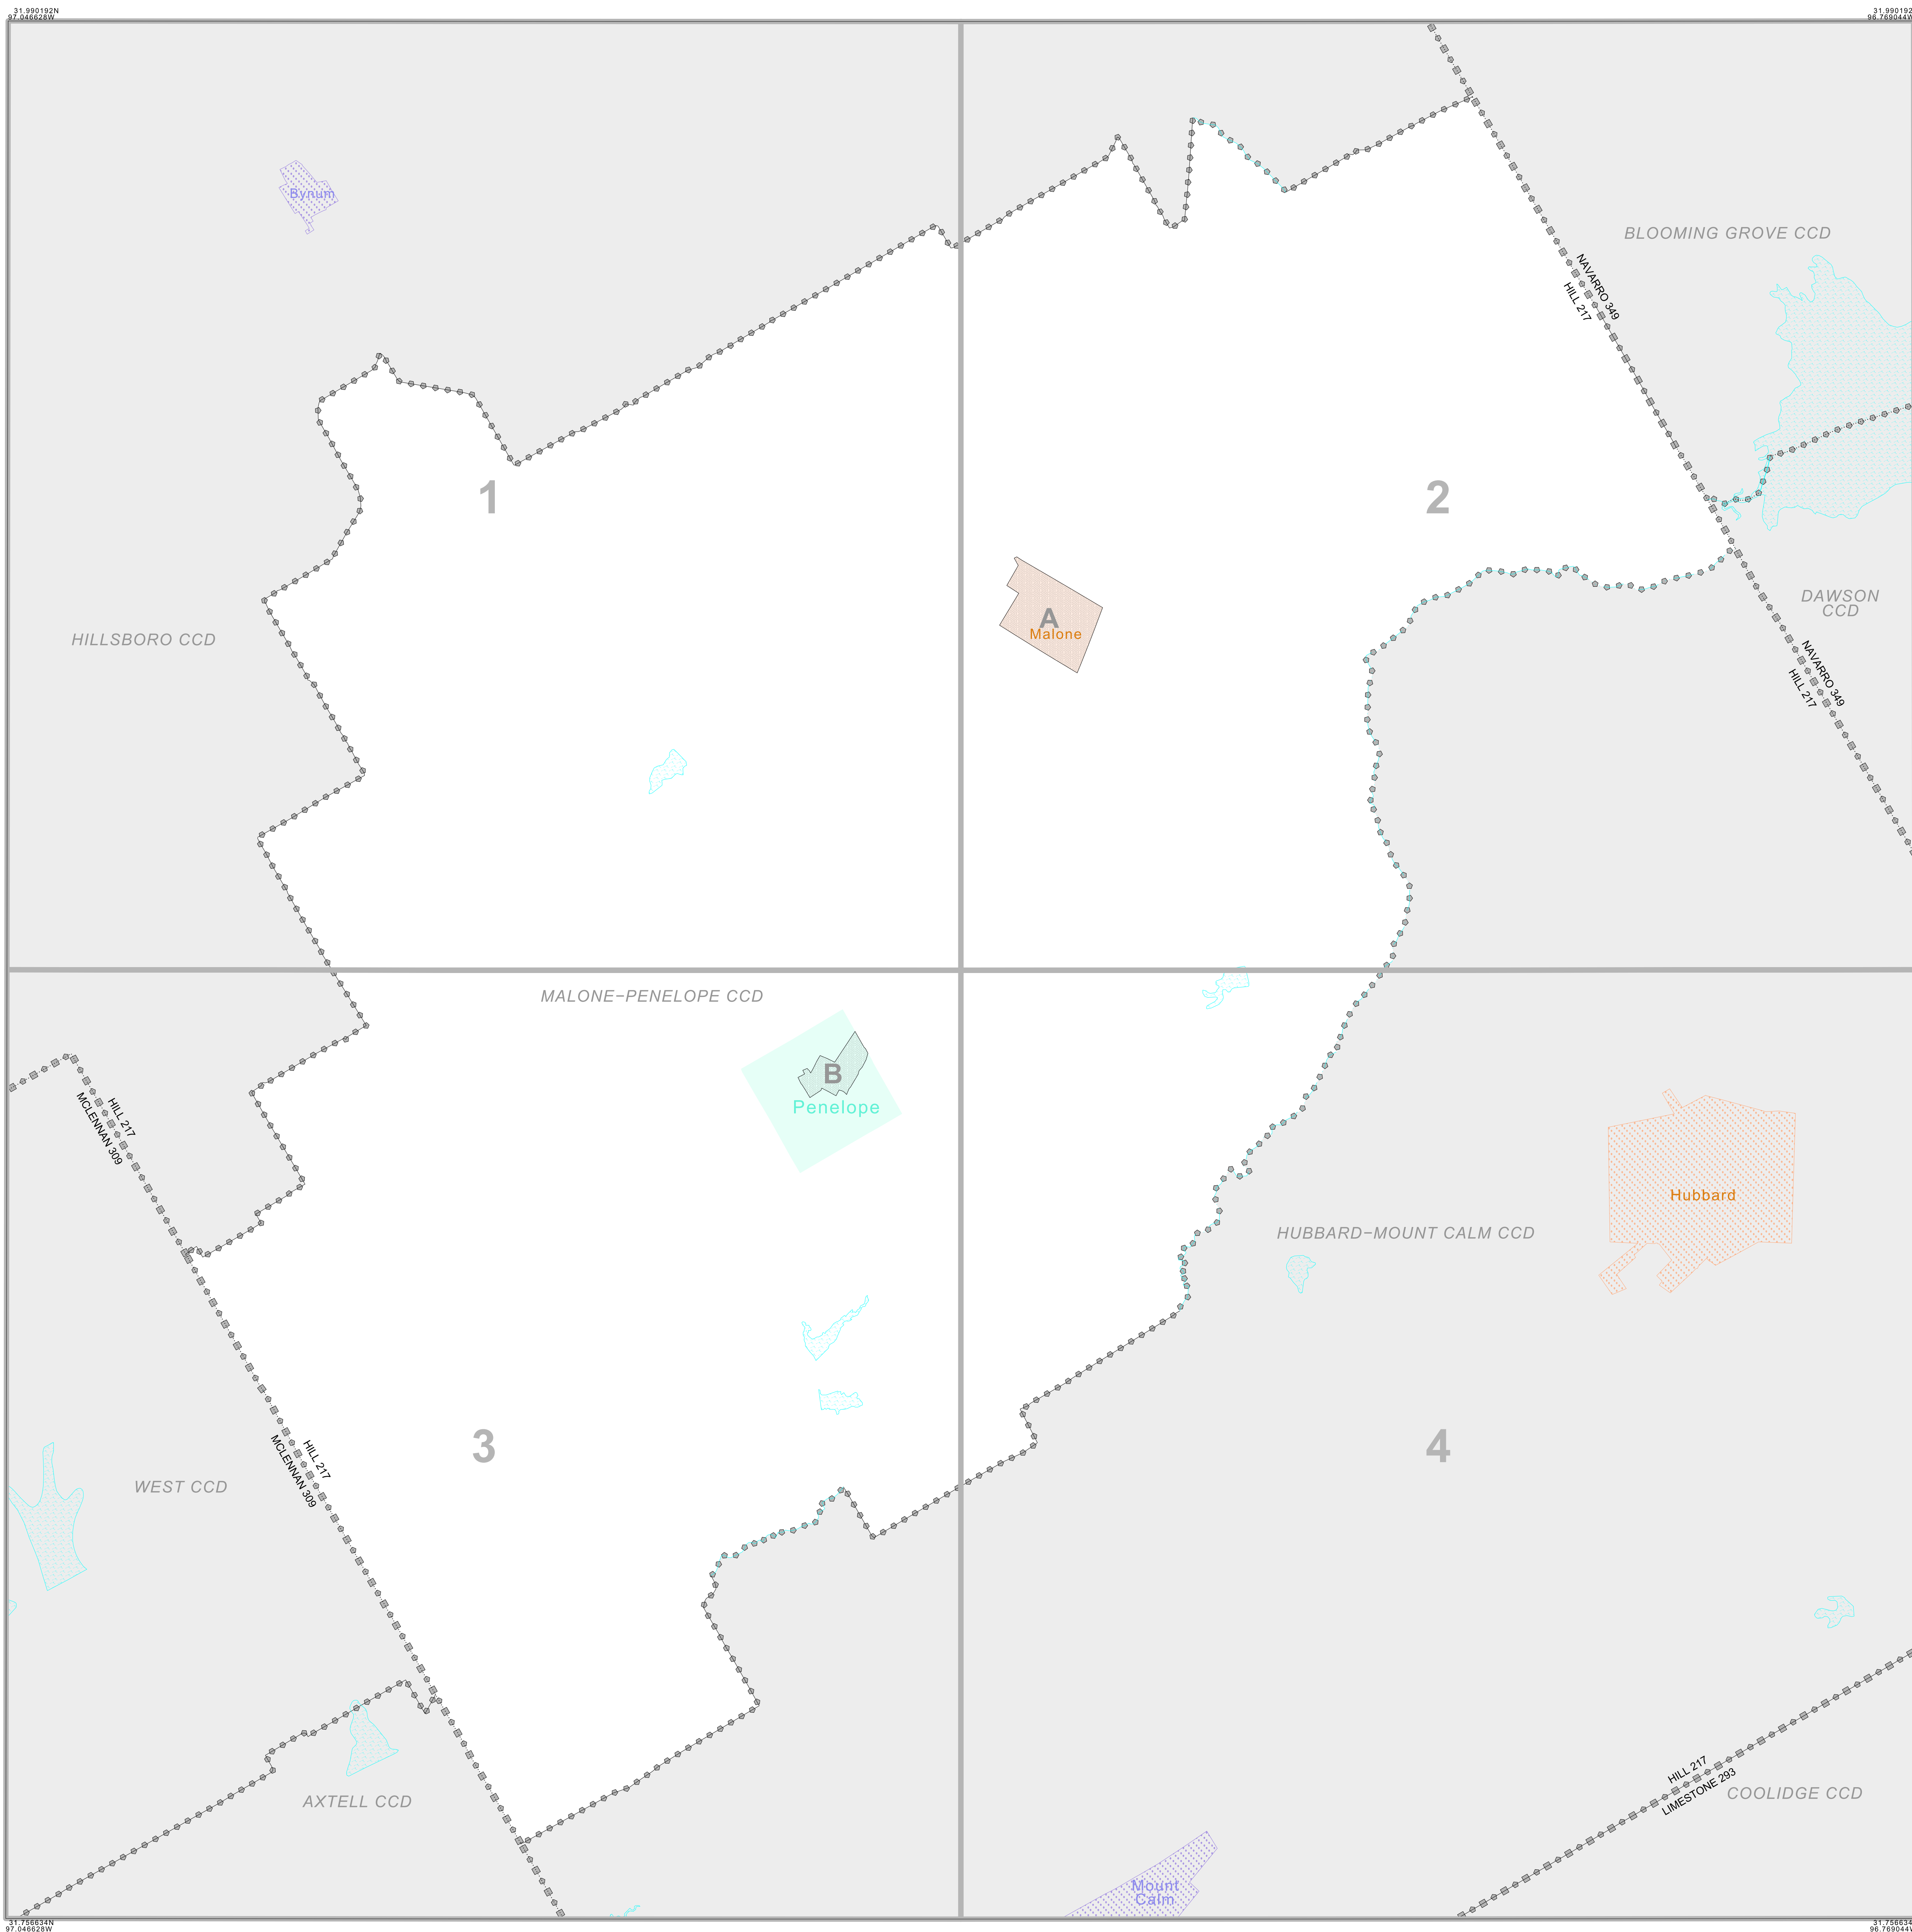 31.990192N
97.046628W
31.990192
96.769044W
Bynum
BLOOMING GROVE CCD
NAVARRO 349
HILL 217
1
2
A
Malone
HILLSBORO CCD
DAWSON
CCD
NAVARRO 349
HILL 217
MALONE-PENELOPE CCD
B
Penelope
HILL 217
MCLENNAN 309
Hubbard
HUBBARD-MOUNT CALM CCD
3
4
HILL 217
MCLENNAN 309
WEST CCD
AXTELL CCD
HILL 217
LIMESTONE 293
COOLIDGE CCD
Mount
Calm
31.756634N
97.046628W
31.756634
96.769044W